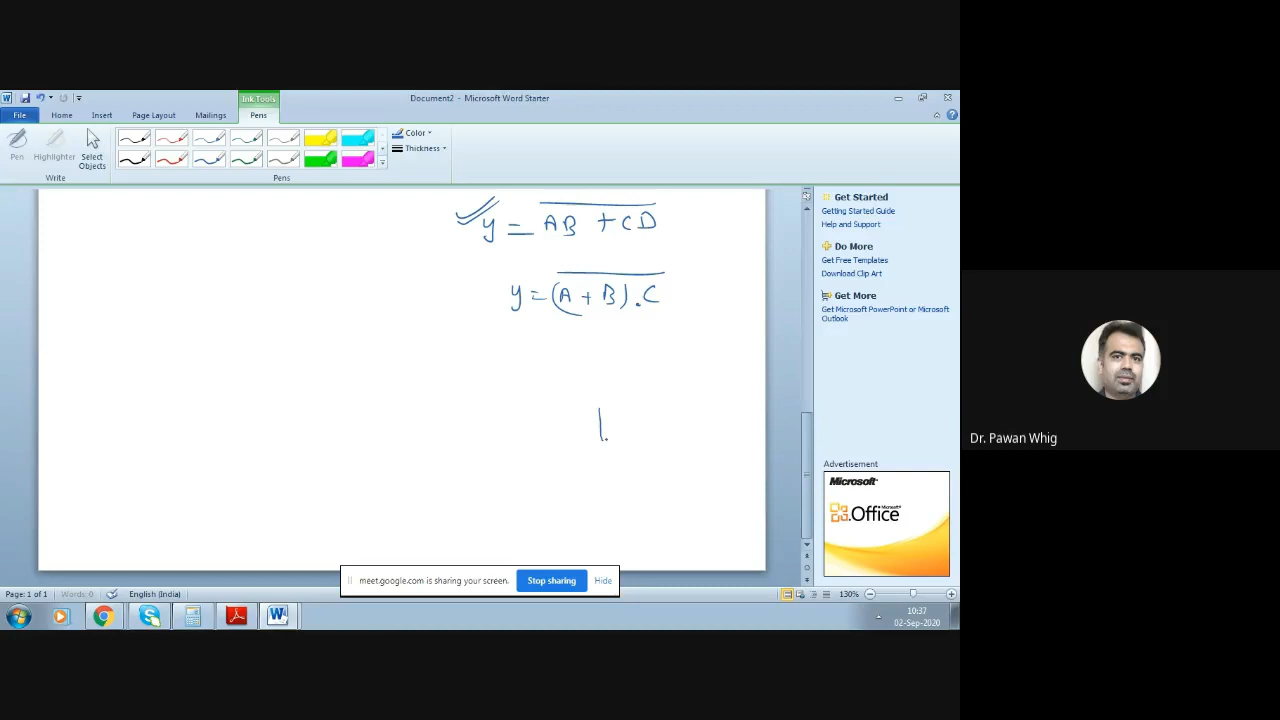 Ink Tools
Document2 - Microsoft Word Starter
File Home Insert Page Layout Mailings Pens
Pen Highlighter Select Objects
Color
Thickness
Write
Pens
y = \overline{AB + CD}
y = \overline{(A + B).C}
Get Started
Getting Started Guide
Help and Support
Do More
Get Free Templates
Download Clip Art
Get More
Get Microsoft PowerPoint or Microsoft
Outlook
Dr. Pawan Whig
Advertisement
Microsoft
Office
meet.google.com is sharing your screen. Stop sharing Hide
Page: 1 of 1 Words: 0 English (India) 130%
10:37
02-Sep-2020